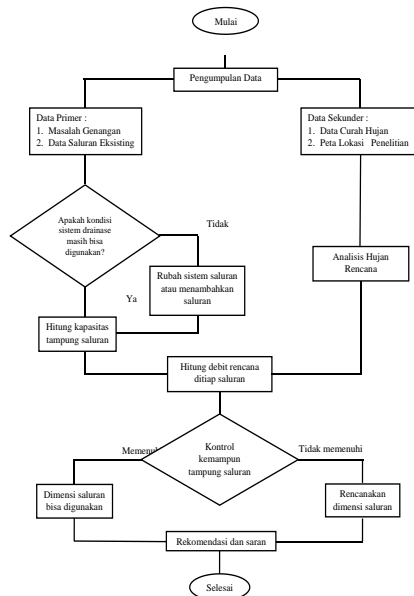 Mulai
Pengumpulan Data
Data Primer :
1. Masalah Genangan
2. Data Saluran Eksisting
Data Sekunder :
1. Data Curah Hujan
2. Peta Lokasi Penelitian
Apakah kondisi
sistem drainase
masih bisa
digunakan?
Tidak
Rubah sistem saluran
atau menambahkan
saluran
Analisis Hujan
Rencana
Ya
Hitung kapasitas
tampung saluran
Hitung debit rencana
ditiap saluran
Kontrol
kemampun
tampung saluran
Memenuh
Tidak memenuhi
Dimensi saluran
bisa digunakan
Rencanakan
dimensi saluran
Rekomendasi dan saran
Selesai